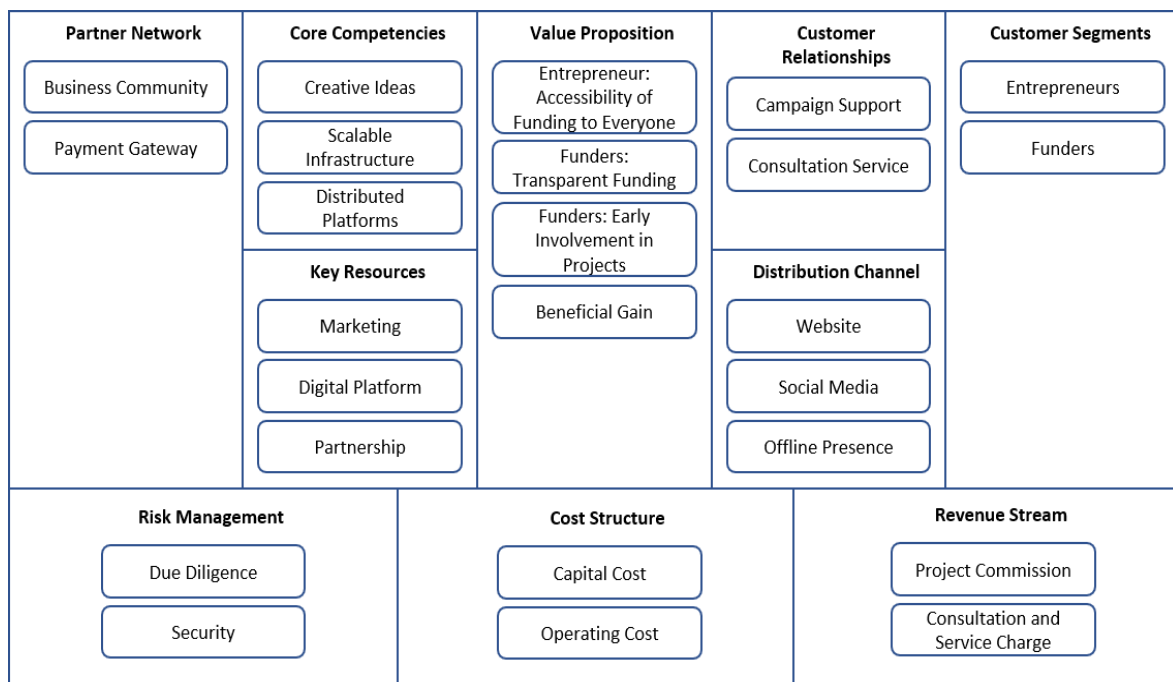 Partner Network
Business Community
Payment Gateway
Core Competencies
Creative Ideas
Scalable
Infrastructure
Distributed
Platforms
Key Resources
Marketing
Digital Platform
Partnership
Value Proposition
Entrepreneur:
Accessibility of
Funding to Everyone
Funders:
Transparent Funding
Funders: Early
Involvement in
Projects
Beneficial Gain
Customer
Relationships
Campaign Support
Consultation Service
Distribution Channel
Website
Social Media
Offline Presence
Customer Segments
Entrepreneurs
Funders
Risk Management
Due Diligence
Security
Cost Structure
Capital Cost
Operating Cost
Revenue Stream
Project Commission
Consultation and
Service Charge